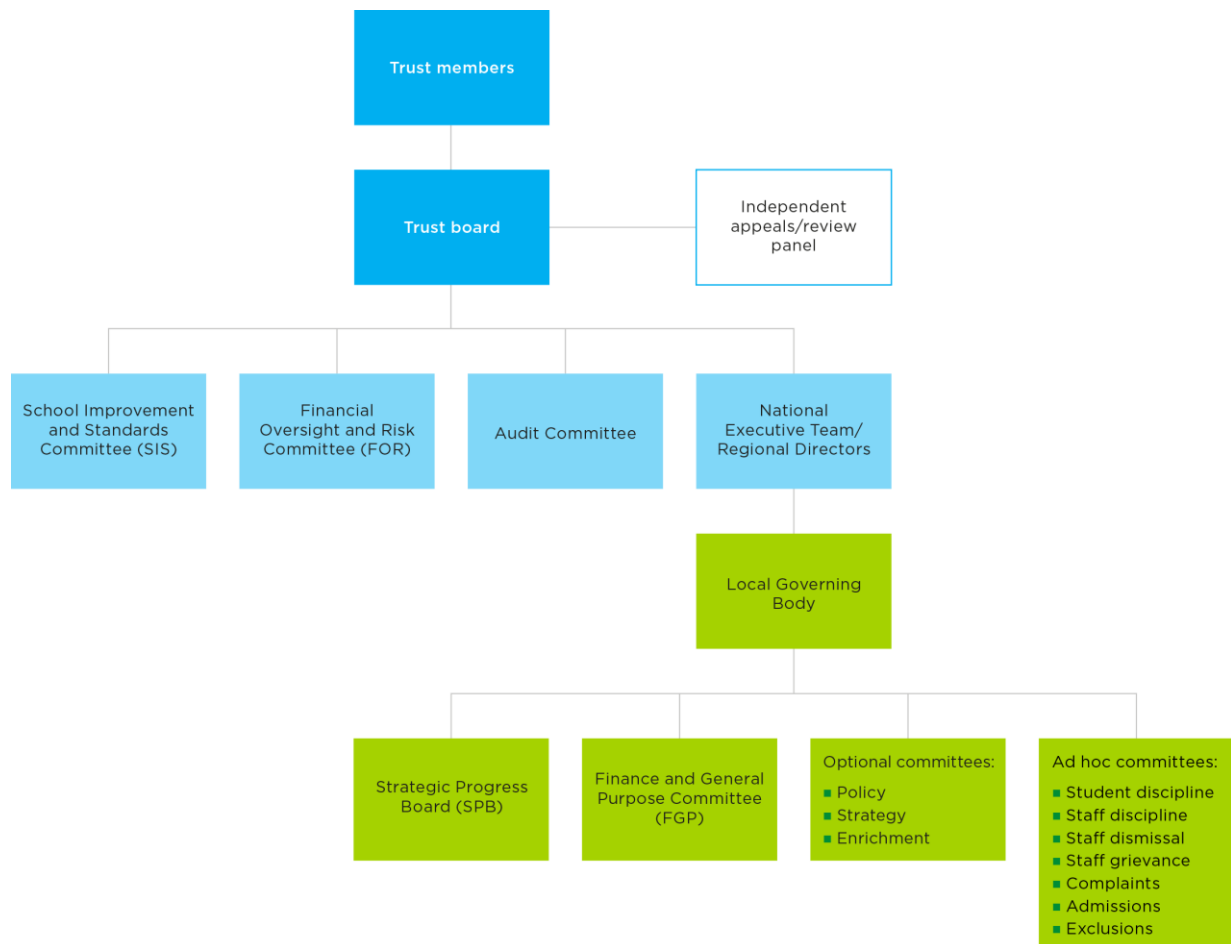 Trust members
Trust board
Independent
appeals/review
panel
School Improvement
and Standards
Committee (SIS)
Financial
Oversight and Risk
Committee (FOR)
Audit Committee
National
Executive Team/
Regional Directors
Local Governing
Body
Strategic Progress
Board (SPB)
Finance and General
Purpose Committee
(FGP)
Optional committees:
■ Policy
■ Strategy
■ Enrichment
Ad hoc committees:
■ Student discipline
■ Staff discipline
■ Staff dismissal
■ Staff grievance
■ Complaints
■ Admissions
■ Exclusions